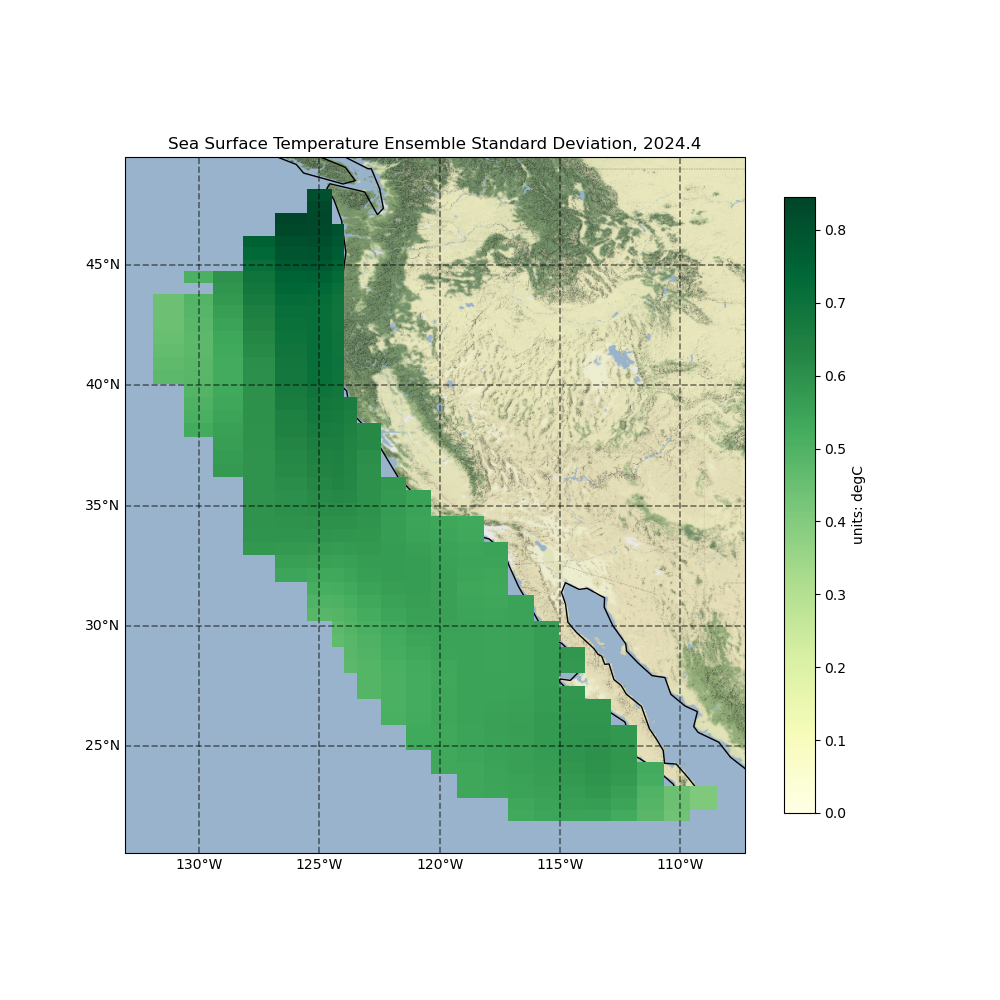 Sea Surface Temperature Ensemble Standard Deviation, 2024.4
45°N
40°N
35°N
30°N
25°N
130°W
125°W
120°W
115°W
110°W
0.8
0.7
0.6
0.5
0.4
0.3
0.2
0.1
0.0
units: degC